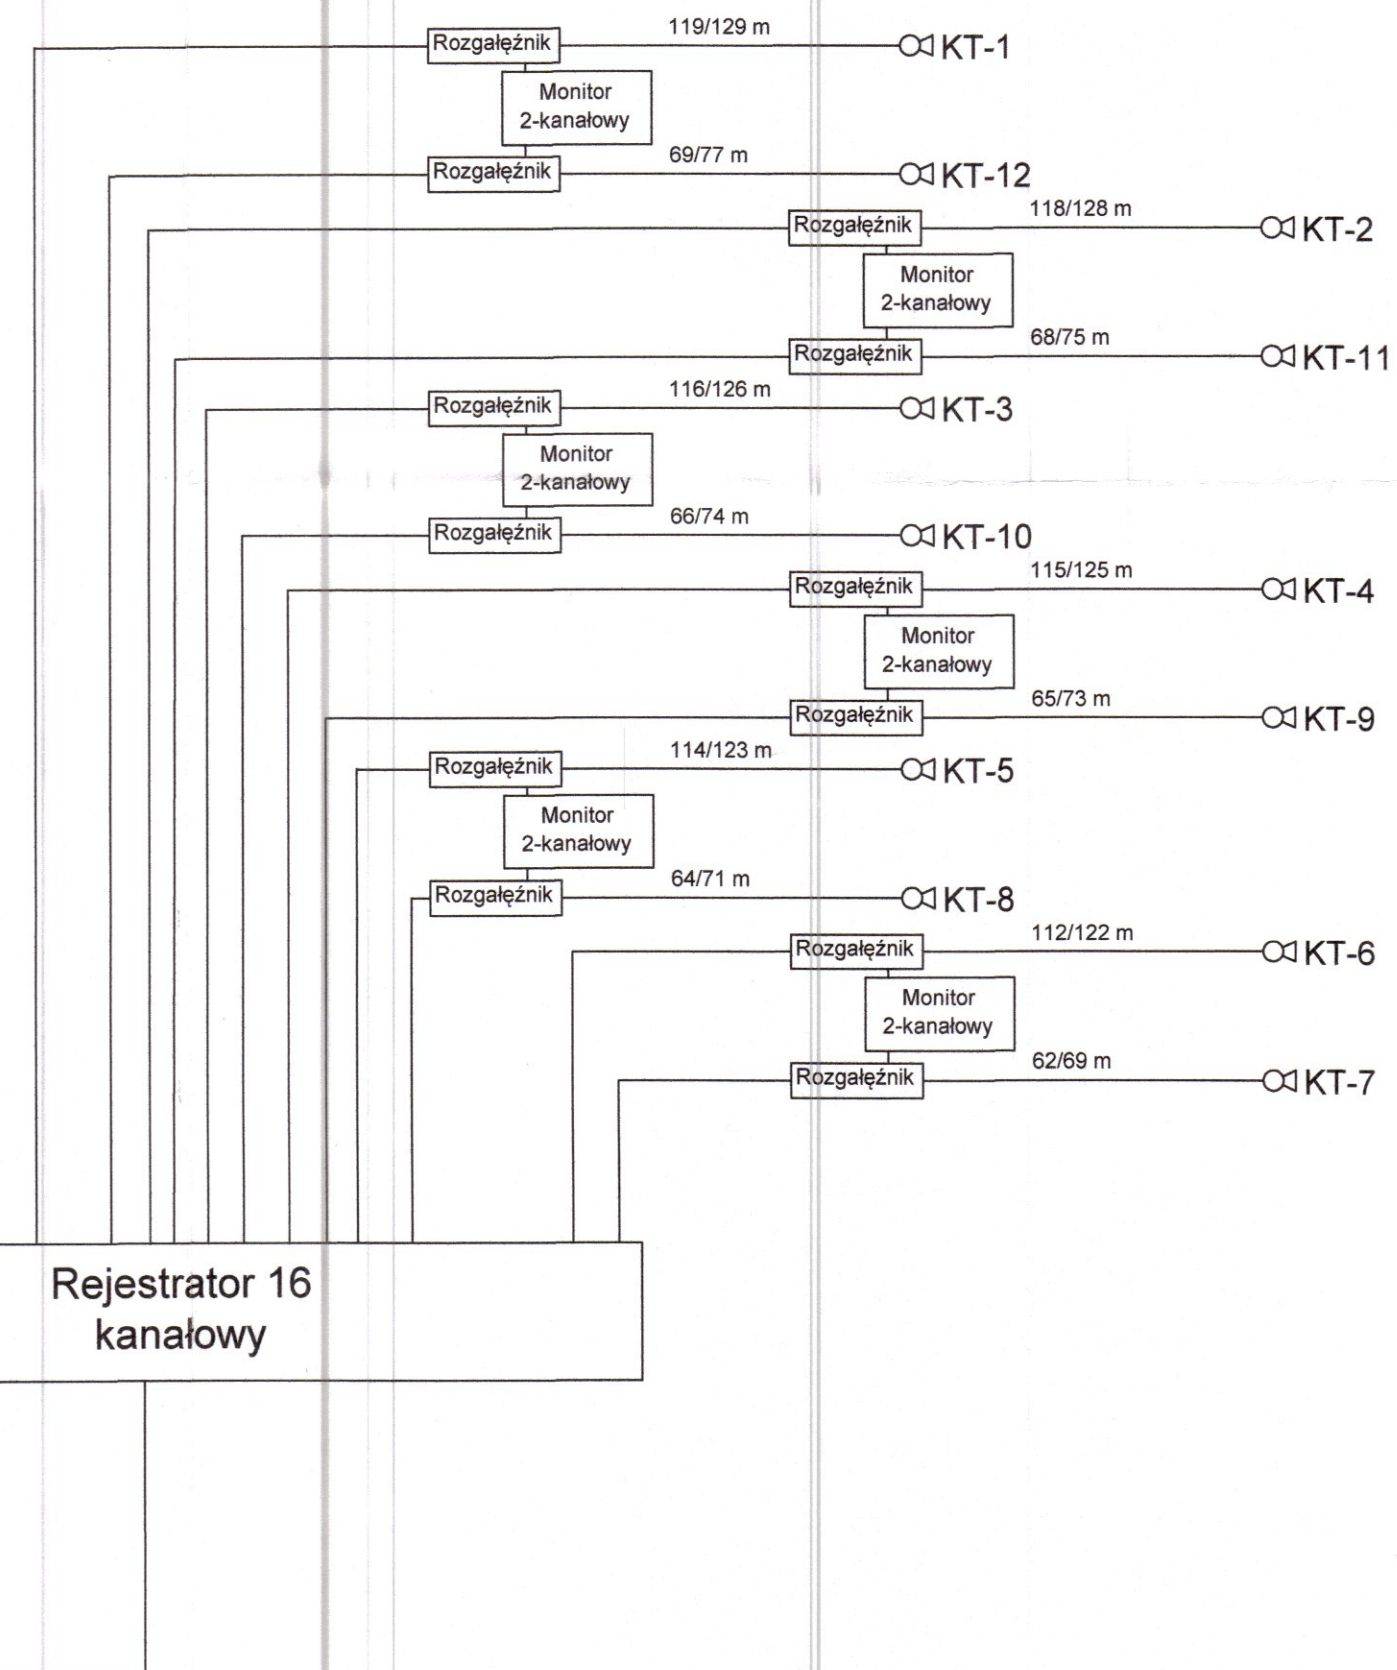 119/129 m
Rozgałęźnik
KT-1
Monitor
2-kanałowy
69/77 m
Rozgałęźnik
KT-12
118/128 m
Rozgałęźnik
KT-2
Monitor
2-kanałowy
68/75 m
Rozgałęźnik
KT-11
116/126 m
Rozgałęźnik
KT-3
Monitor
2-kanałowy
66/74 m
Rozgałęźnik
KT-10
115/125 m
Rozgałęźnik
KT-4
Monitor
2-kanałowy
65/73 m
Rozgałęźnik
KT-9
114/123 m
Rozgałęźnik
KT-5
Monitor
2-kanałowy
64/71 m
Rozgałęźnik
KT-8
112/122 m
Rozgałęźnik
KT-6
Monitor
2-kanałowy
62/69 m
Rozgałęźnik
KT-7
Rejestrator 16
kanałowy